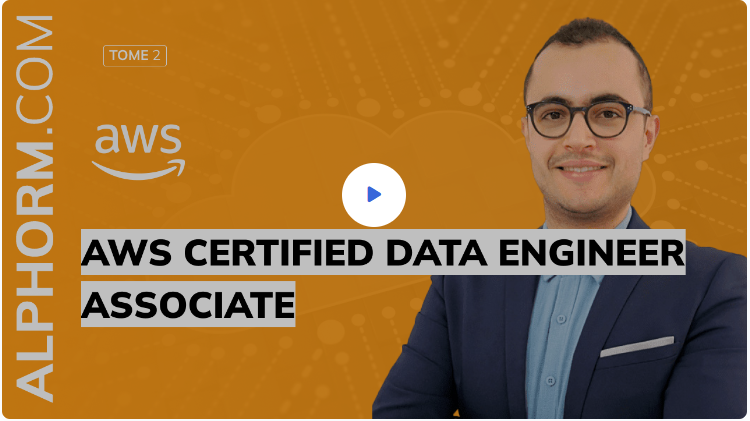 ALPHORM.COM
TOME 2
aws
AWS CERTIFIED DATA ENGINEER
ASSOCIATE